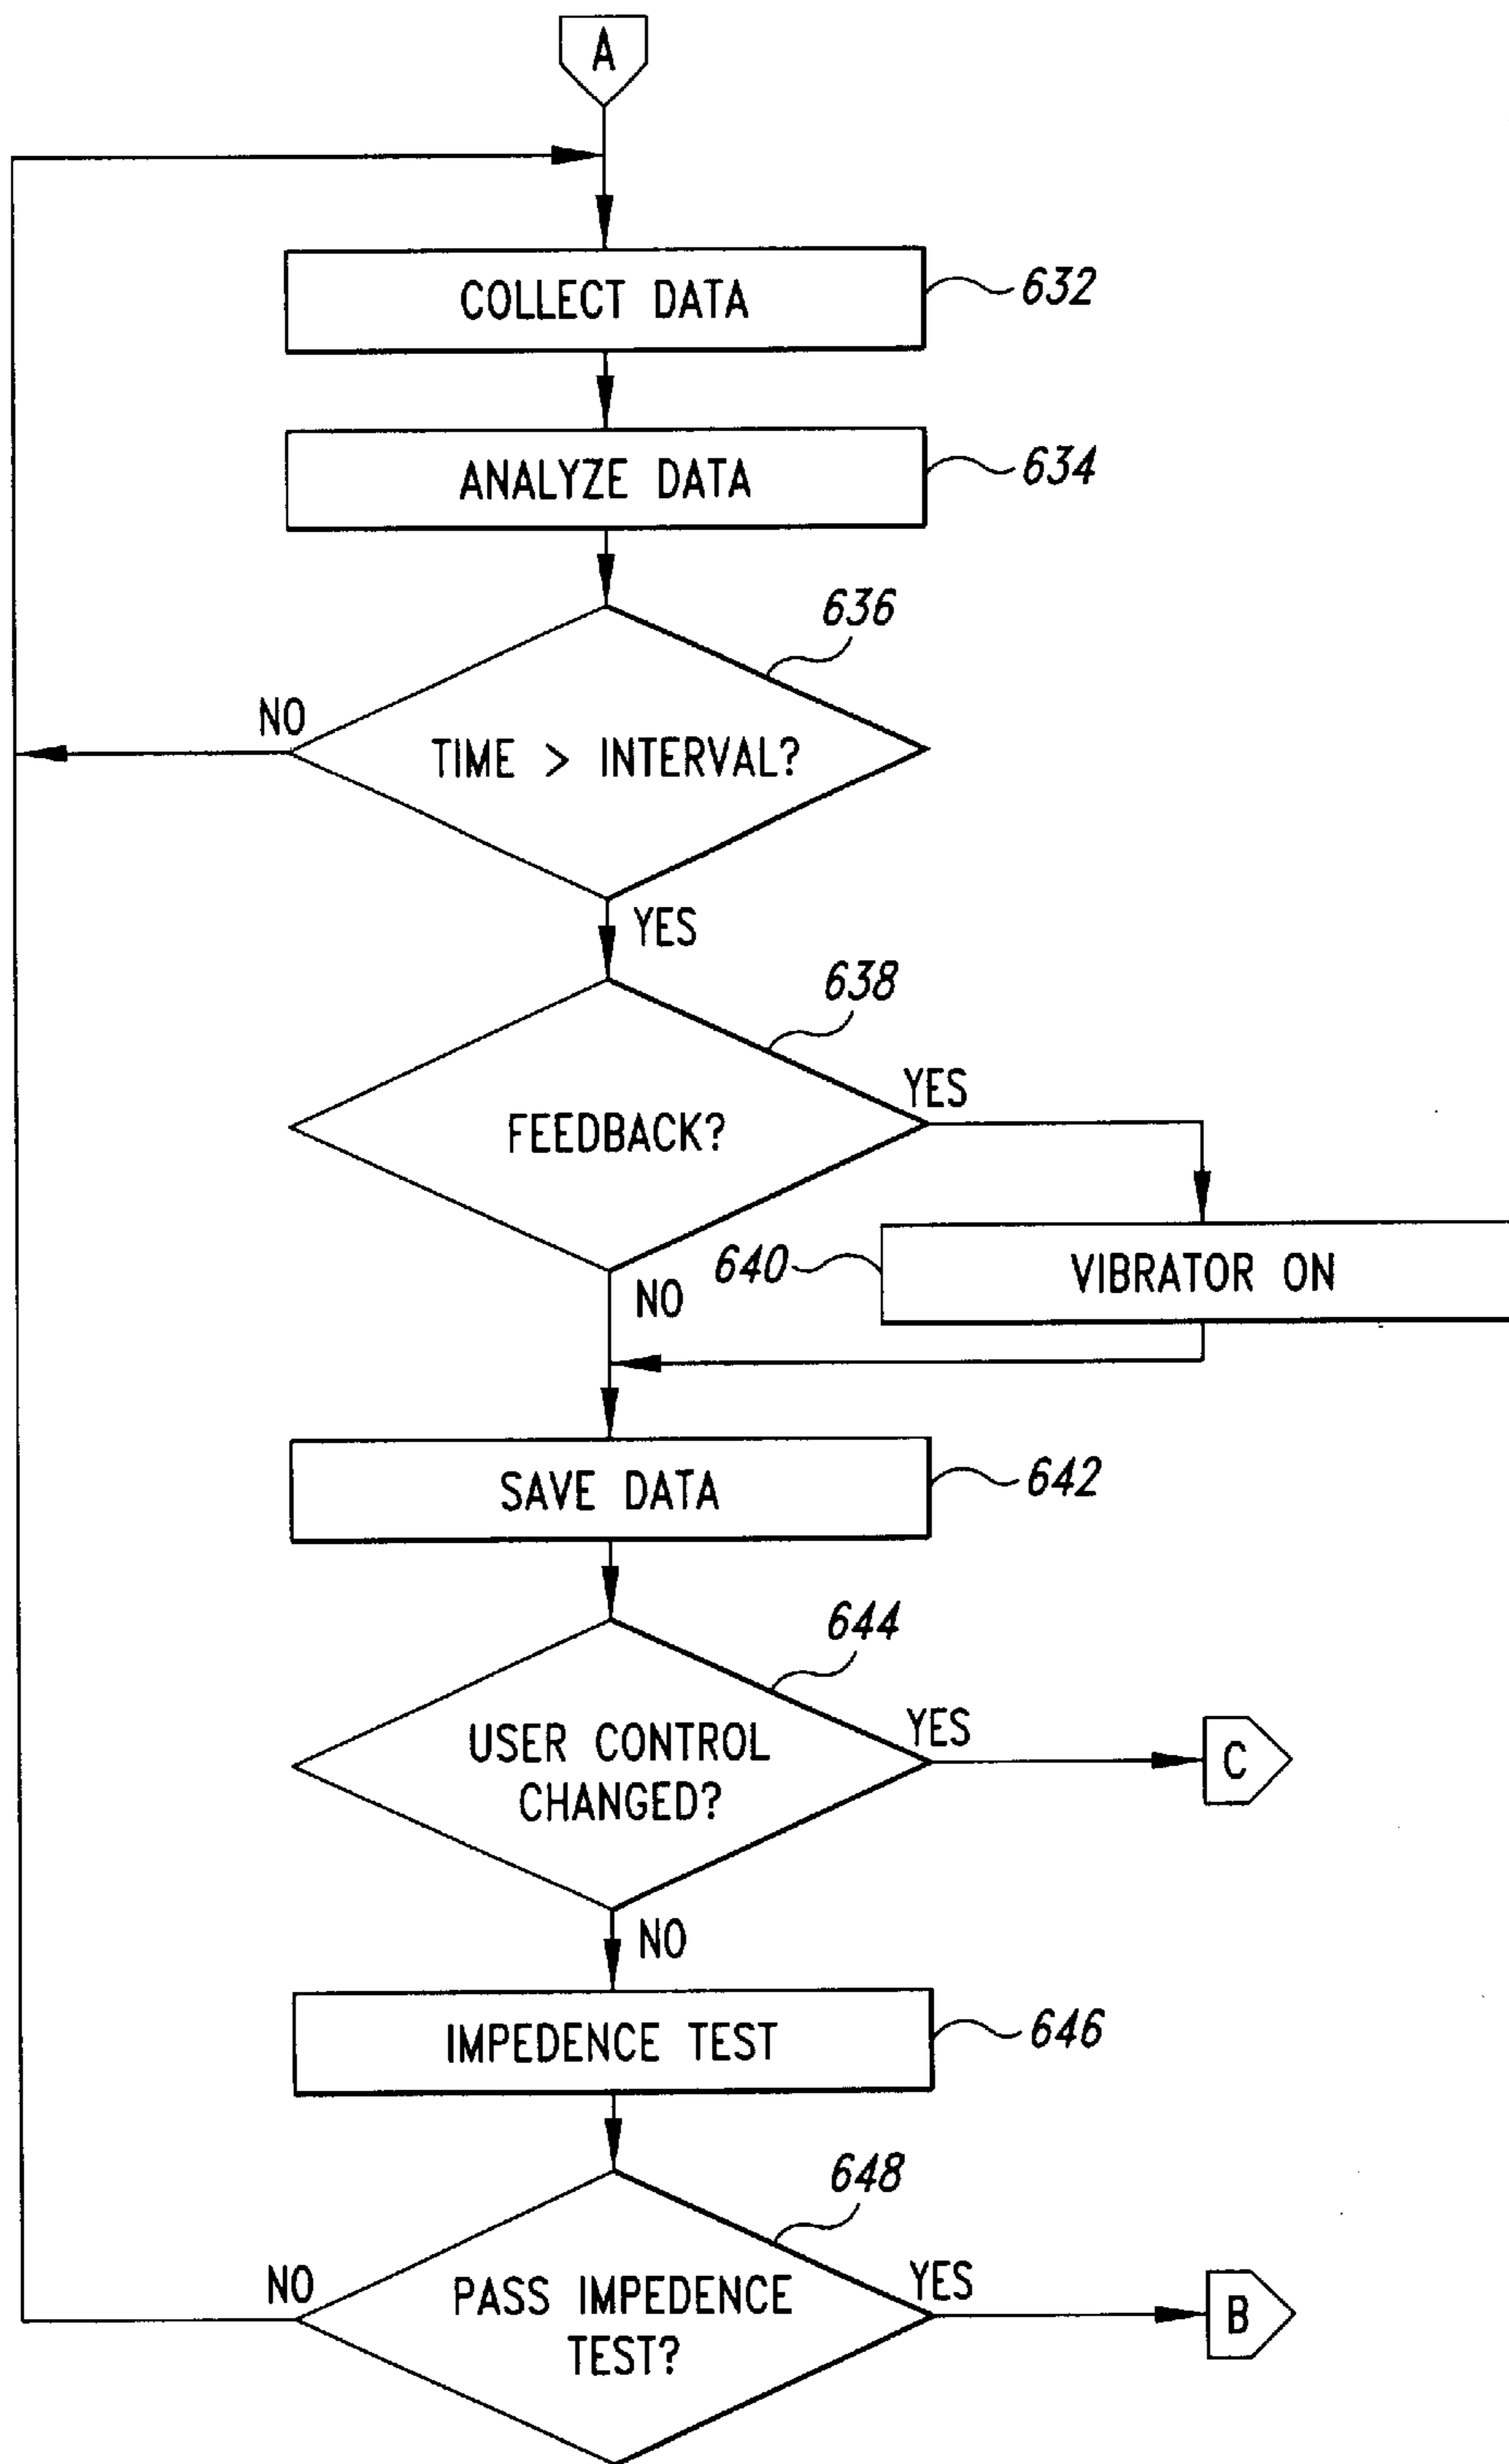 A
COLLECT DATA
632
ANALYZE DATA
634
636
NO
TIME > INTERVAL?
YES
638
YES
FEEDBACK?
640
VIBRATOR ON
NO
SAVE DATA
642
644
YES
USER CONTROL
CHANGED?
C
NO
IMPEDENCE TEST
646
648
NO
YES
PASS IMPEDENCE
TEST?
B